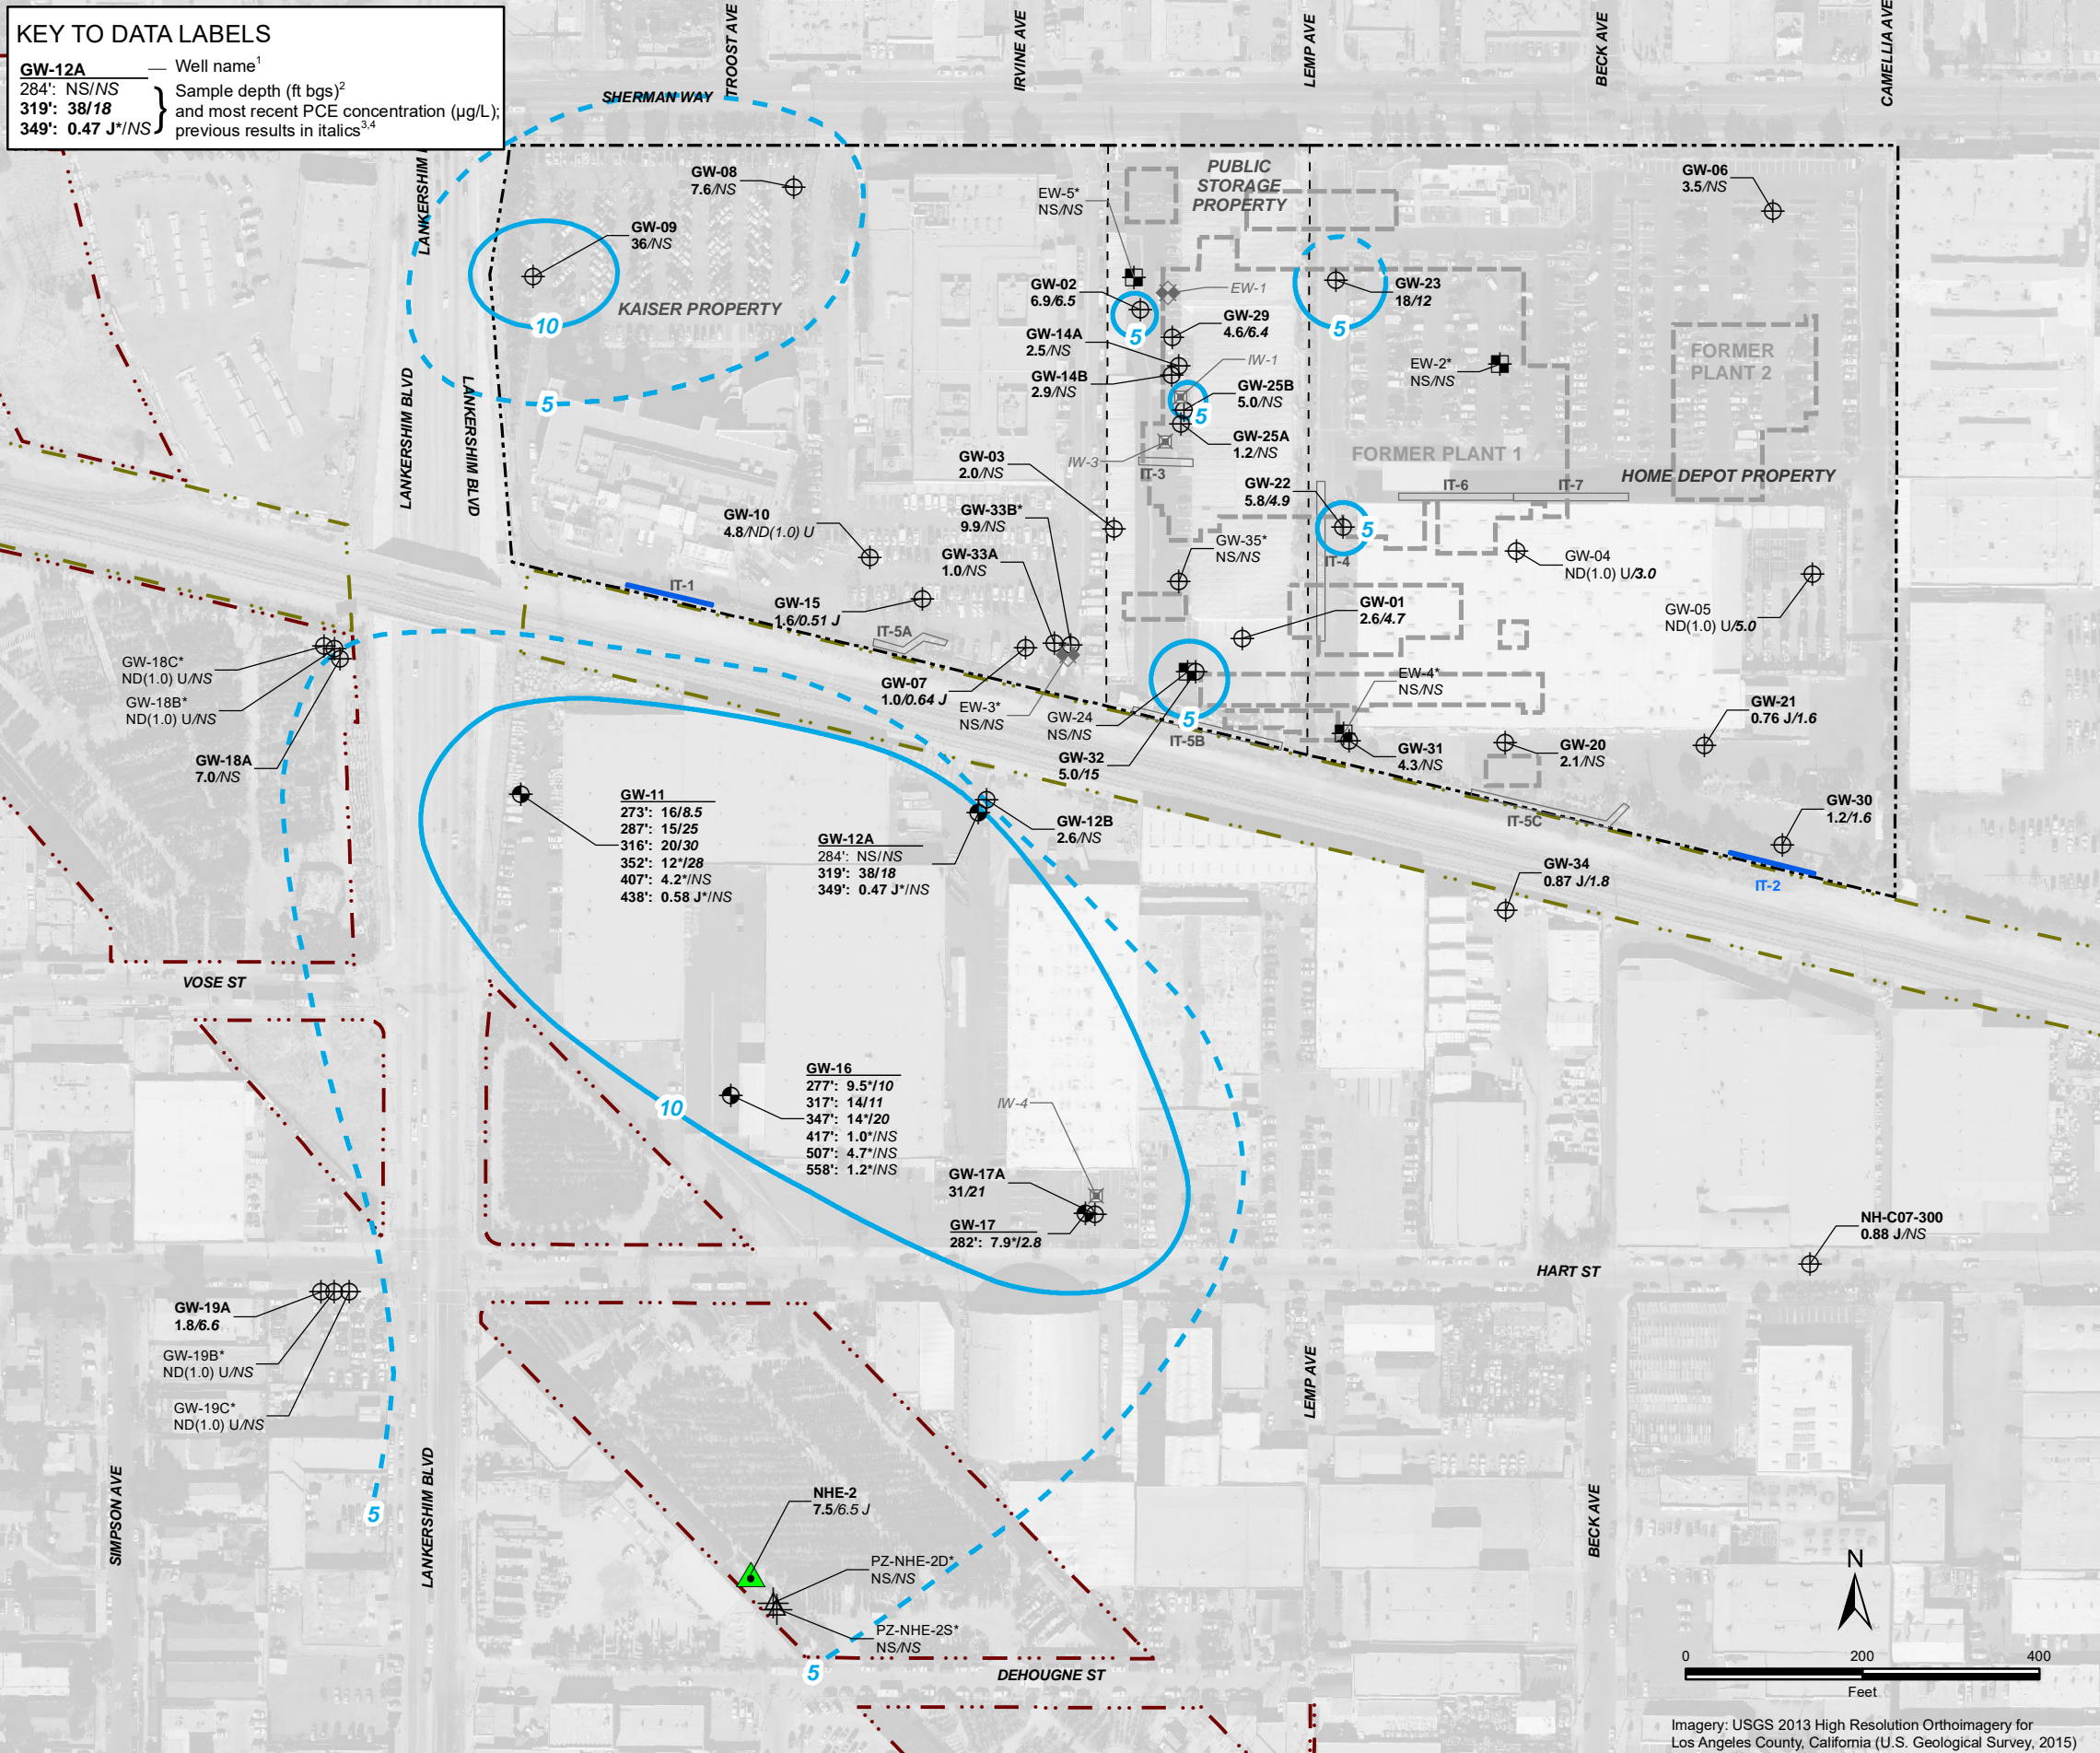 KEY TO DATA LABELS
GW-12A
Well name1
284': NS/NS
319': 38/18
349': 0.47 J*/NS
Sample depth (ft bgs)2
and most recent PCE concentration (µg/L);
previous results in italics3,4
TROOST AVE
IRVINE AVE
LEMP AVE
BECK AVE
CAMELLIA AVE
SHERMAN WAY
LANKERSHIM
GW-08
7.6/NS
GW-09
36/NS
10
KAISER PROPERTY
5
EW-5*
NS/NS
PUBLIC
STORAGE
PROPERTY
GW-06
3.5/NS
GW-02
6.9/6.5
5
EW-1
GW-29
4.6/6.4
GW-23
18/12
5
GW-14A
2.5/NS
IW-1
GW-14B
2.9/NS
GW-25B
5.0/NS
5
EW-2*
NS/NS
FORMER
PLANT 2
GW-25A
1.2/NS
IW-3
IT-3
FORMER PLANT 1
HOME DEPOT PROPERTY
LANKERSHIM BLVD
LANKERSHIM BLVD
GW-03
2.0/NS
GW-22
5.8/4.9
5
IT-4
IT-6
IT-7
GW-10
4.8/ND(1.0) U
GW-33B*
9.9/NS
GW-33A
1.0/NS
GW-35*
NS/NS
GW-04
ND(1.0) U/3.0
GW-05
ND(1.0) U/5.0
IT-1
GW-15
1.6/0.51 J
IT-5A
GW-01
2.6/4.7
GW-18C*
ND(1.0) U/NS
GW-18B*
ND(1.0) U/NS
GW-18A
7.0/NS
GW-07
1.0/0.64 J
EW-3*
NS/NS
GW-24
NS/NS
5
IT-5B
GW-32
5.0/15
EW-4*
NS/NS
GW-31
4.3/NS
GW-20
2.1/NS
GW-21
0.76 J/1.6
GW-30
1.2/1.6
IT-5C
IT-2
GW-34
0.87 J/1.8
GW-11
273': 16/8.5
287': 15/25
316': 20/30
352': 12*/28
407': 4.2*/NS
438': 0.58 J*/NS
GW-12A
284': NS/NS
319': 38/18
349': 0.47 J*/NS
GW-12B
2.6/NS
VOSE ST
10
GW-16
277': 9.5*/10
317': 14/11
347': 14*/20
417': 1.0*/NS
507': 4.7*/NS
558': 1.2*/NS
IW-4
GW-17A
31/21
GW-17
282': 7.9*/2.8
NH-C07-300
0.88 J/NS
HART ST
GW-19A
1.8/6.6
GW-19B*
ND(1.0) U/NS
GW-19C*
ND(1.0) U/NS
5
SIMPSON AVE
LANKERSHIM BLVD
LEMP AVE
BECK AVE
NHE-2
7.5/6.5 J
PZ-NHE-2D*
NS/NS
PZ-NHE-2S*
NS/NS
5
DEHOUGNE ST
N
0
200
400
Feet
Imagery: USGS 2013 High Resolution Orthoimagery for
Los Angeles County, California (U.S. Geological Survey, 2015)